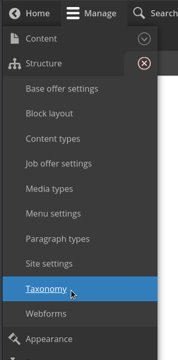 Home Manage Search
Content
Structure
Base offer settings
Block layout
Content types
Job offer settings
Media types
Menu settings
Paragraph types
Site settings
Taxonomy
Webforms
Appearance